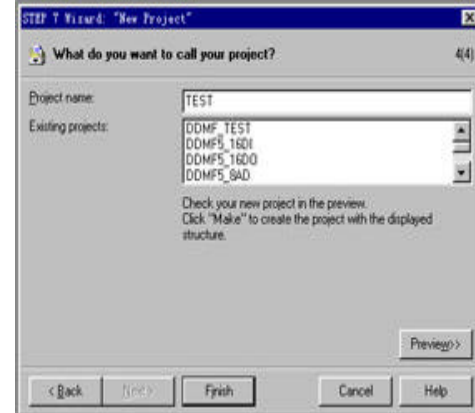 STEP 7 Wizard: "New Project"
What do you want to call your project?
4(4)
Project name:
TEST
Existing projects:
DDMF_TEST
DDMF5_16DI
DDMF5_16DO
DDMF5_8AD
Check your new project in the preview.
Click "Make" to create the project with the displayed
structure.
Preview>>
< Back
Next >
Finish
Cancel
Help